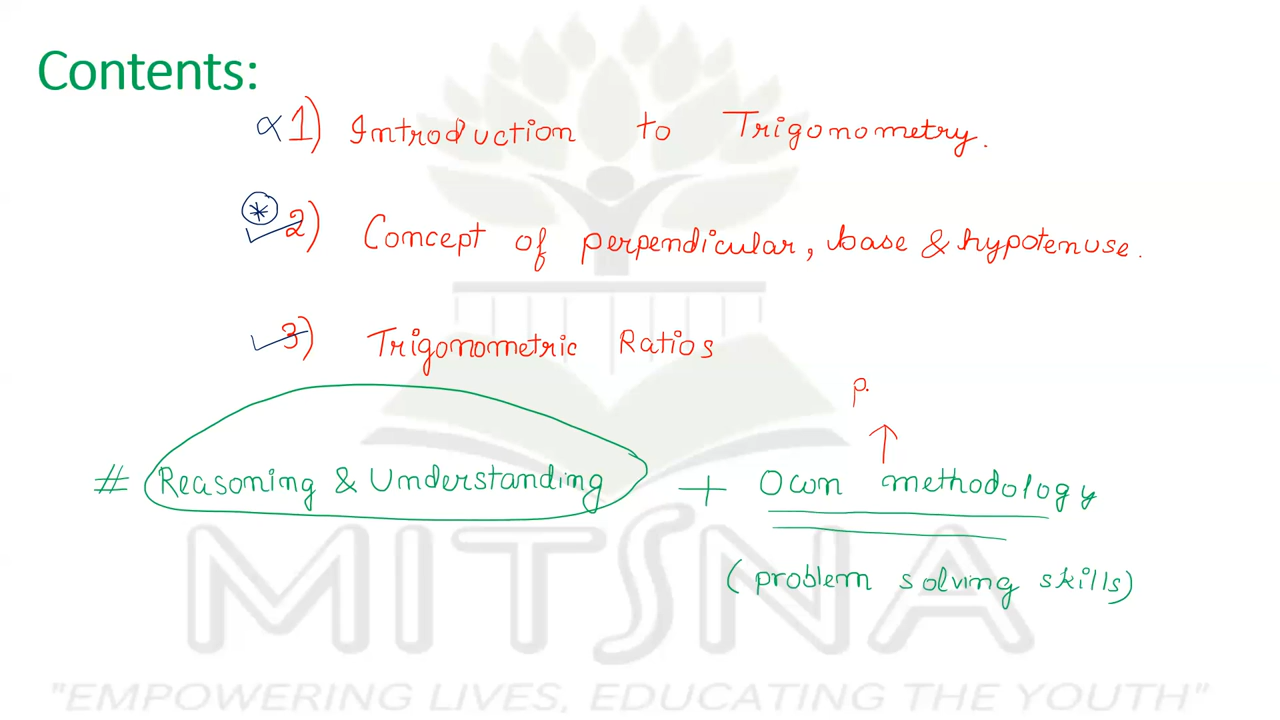 Contents:
1) Introduction to Trigonometry.
* 2) Concept of perpendicular, base & hypotenuse.
3) Trigonometric Ratios
p.
# Reasoning & Understanding + Own methodology
(problem solving skills)
MITSNA
"EMPOWERING LIVES, EDUCATING THE YOUTH"